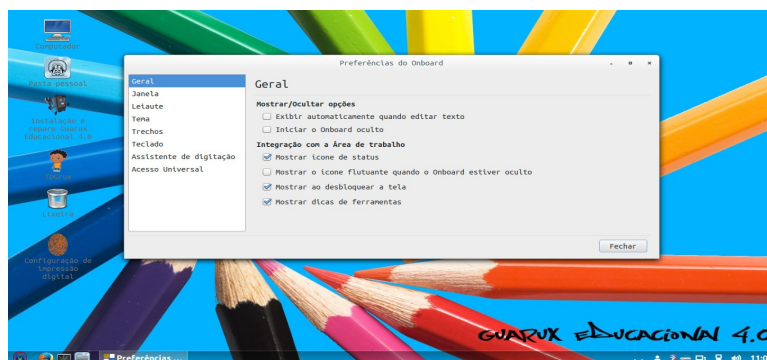 Computador
Pasta pessoal
Instalação e
reparo Guarux
Educacional 4.0
Lixeira
Configuração de
impressão
digital
Preferências do Onboard
Geral
Janela
Leiaute
Tema
Trechos
Teclado
Assistente de digitação
Acesso Universal
Geral
Mostrar/Ocultar opções
Exibir automaticamente quando editar texto
Iniciar o Onboard oculto
Integração com a Área de trabalho
Mostrar ícone de status
Mostrar o ícone flutuante quando o Onboard estiver oculto
Mostrar ao desbloquear a tela
Mostrar dicas de ferramentas
Fechar
GUARUX EDUCACIONAL 4.0
Preferências ...